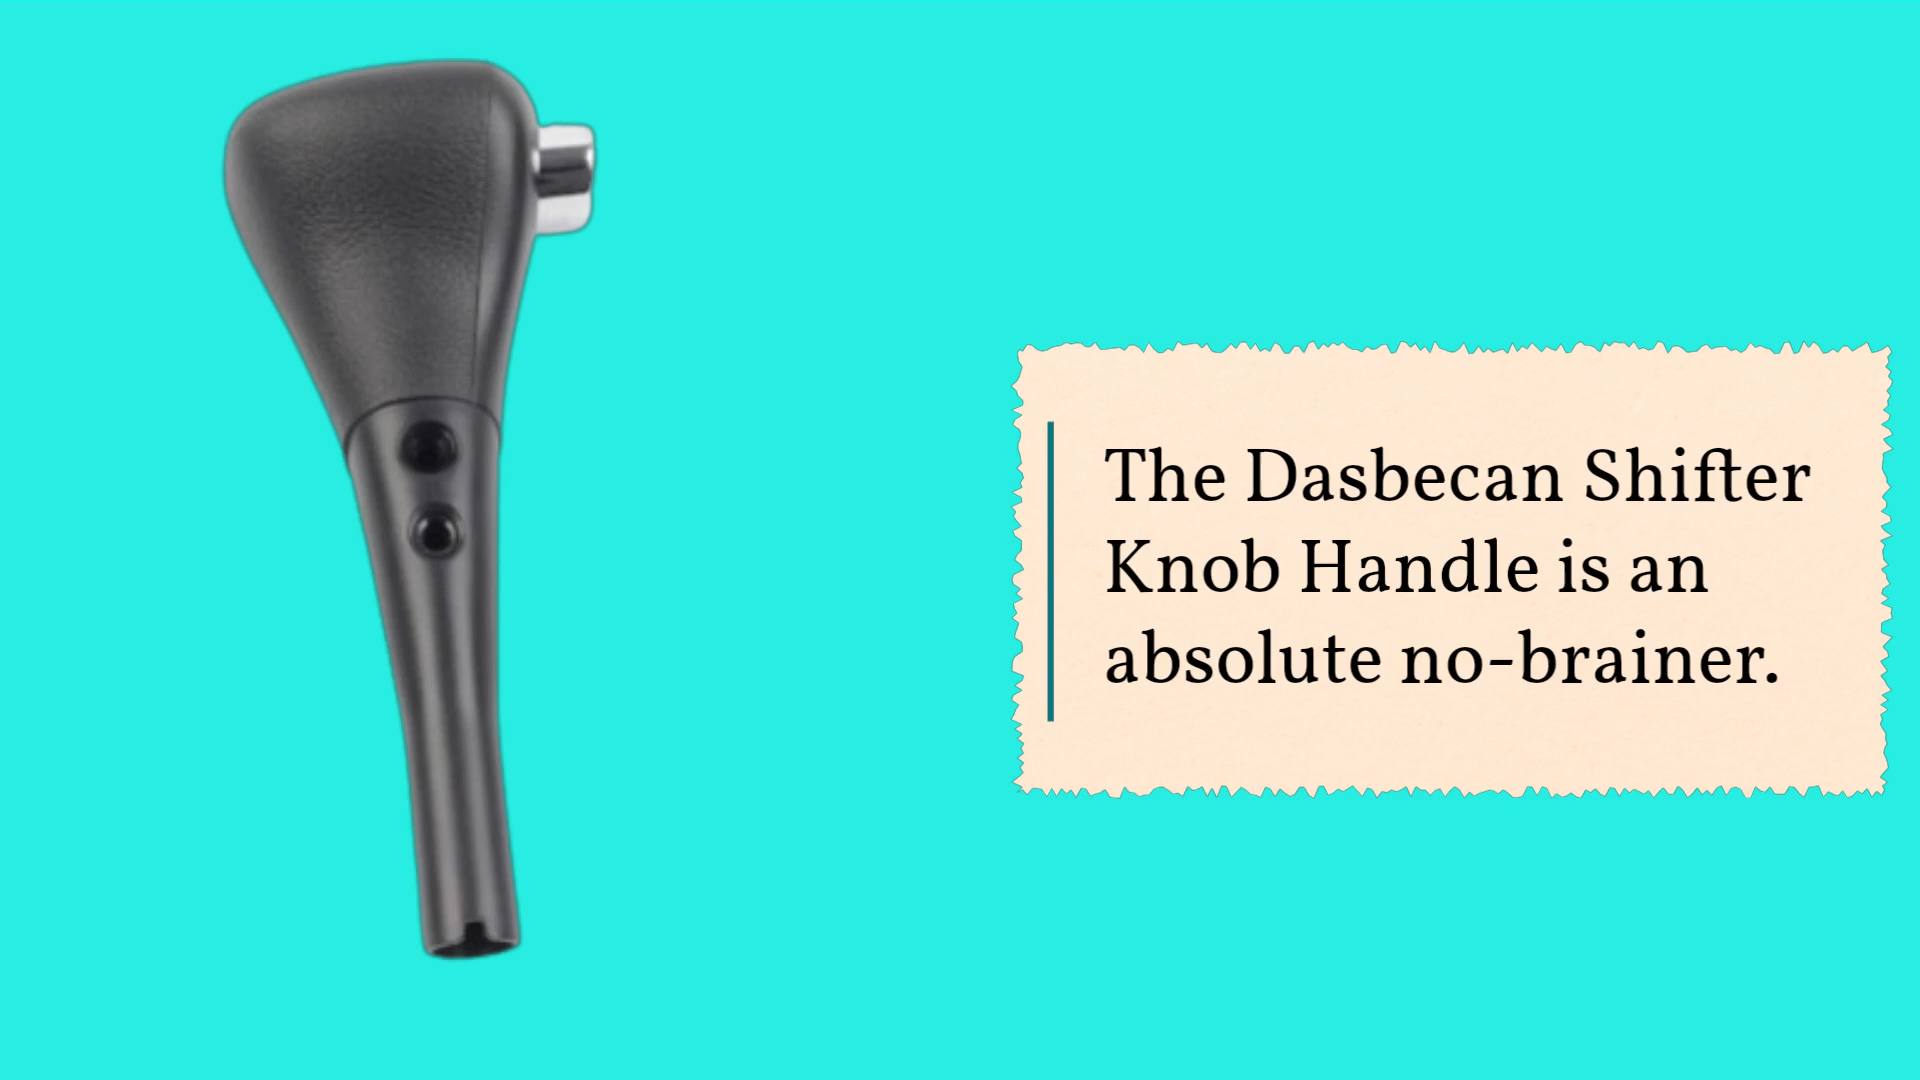 The Dasbecan Shifter
Knob Handle is an
absolute no-brainer.